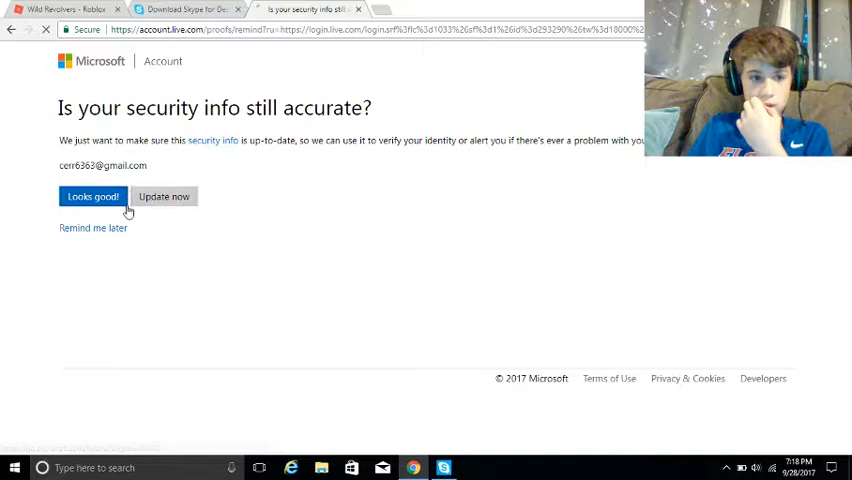 Wild Revolvers - Roblox
Download Skype for De
Is your security info still
Secure https://account.live.com/proofs/remind?ru=https://login.live.com/login.srf%3flc%3d1033%26sf%3d1%26id%3d293290%26tw%3d18000%
Microsoft Account
Is your security info still accurate?
We just want to make sure this security info is up-to-date, so we can use it to verify your identity or alert you if there's ever a problem with you
cerr6363@gmail.com
Looks good! Update now
Remind me later
© 2017 Microsoft Terms of Use Privacy & Cookies Developers
Type here to search
7:18 PM
9/28/2017